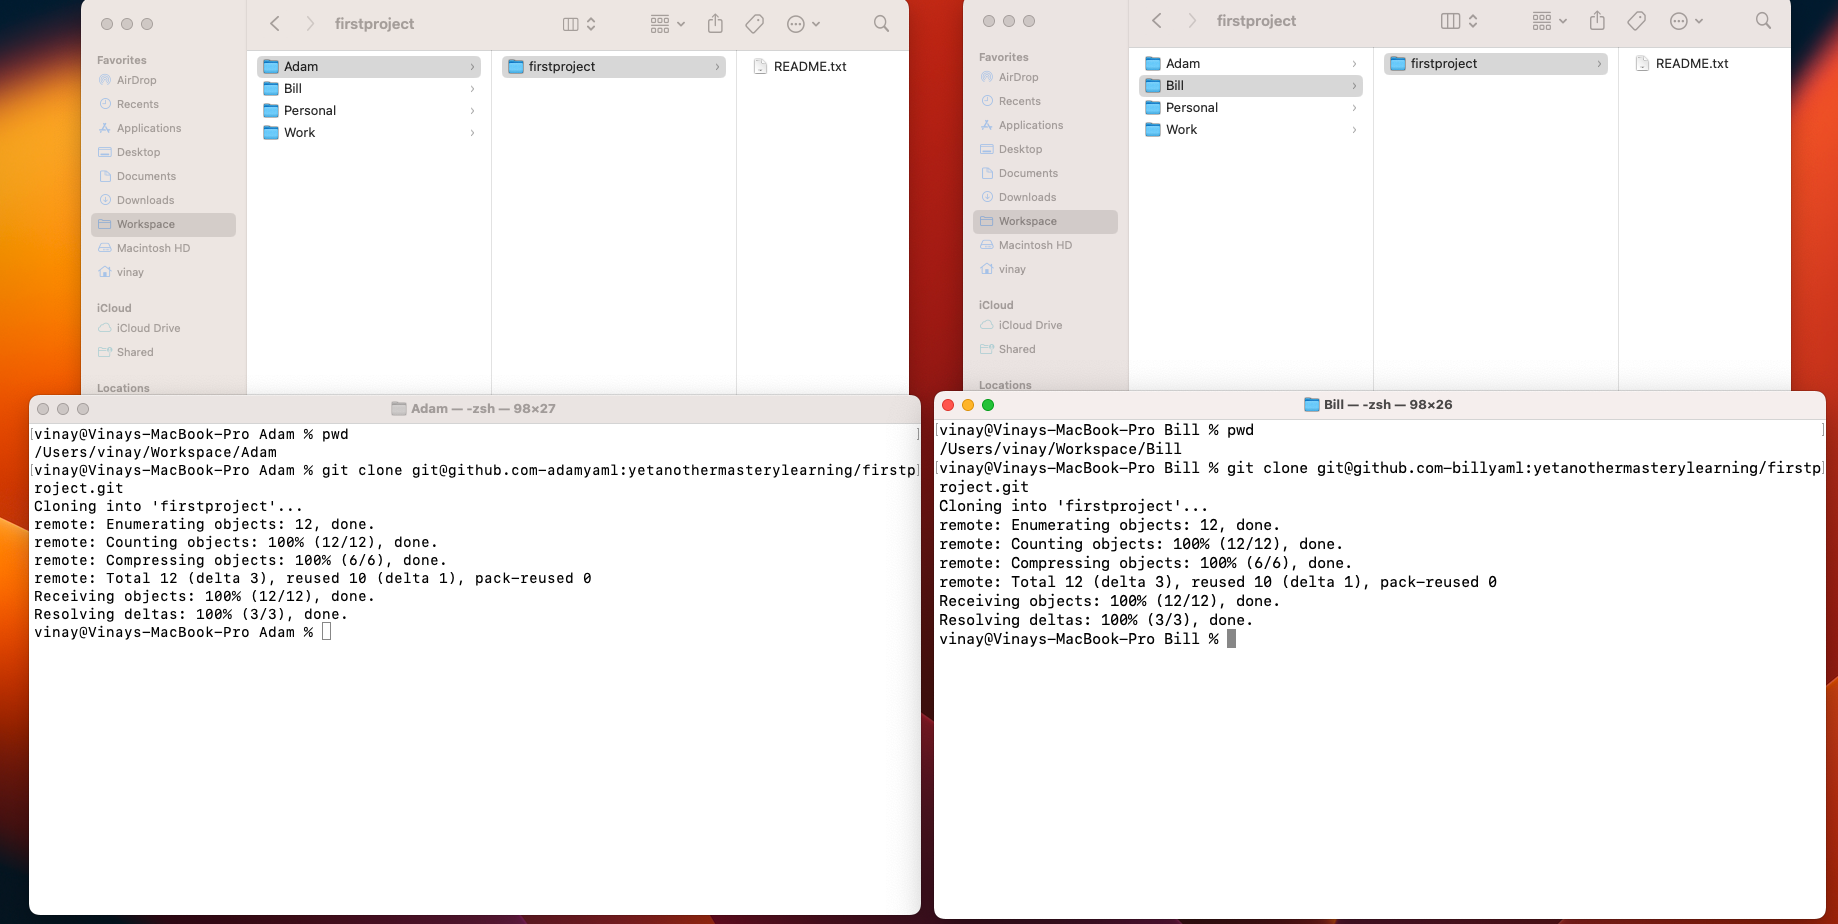 firstproject
Favorites
AirDrop
Recents
Applications
Desktop
Documents
Downloads
Workspace
Macintosh HD
vinay
iCloud
iCloud Drive
Shared
Locations
Adam
Bill
Personal
Work
firstproject
README.txt
firstproject
Favorites
AirDrop
Recents
Applications
Desktop
Documents
Downloads
Workspace
Macintosh HD
vinay
iCloud
iCloud Drive
Shared
Locations
Adam
Bill
Personal
Work
firstproject
README.txt
Adam — -zsh — 98×27
[vinay@Vinays-MacBook-Pro Adam % pwd ]
/Users/vinay/Workspace/Adam
[vinay@Vinays-MacBook-Pro Adam % git clone git@github.com-adamyaml:yetanothermasterylearning/firstp]
roject.git
Cloning into 'firstproject'...
remote: Enumerating objects: 12, done.
remote: Counting objects: 100% (12/12), done.
remote: Compressing objects: 100% (6/6), done.
remote: Total 12 (delta 3), reused 10 (delta 1), pack-reused 0
Receiving objects: 100% (12/12), done.
Resolving deltas: 100% (3/3), done.
vinay@Vinays-MacBook-Pro Adam %
Bill — -zsh — 98×26
[vinay@Vinays-MacBook-Pro Bill % pwd ]
/Users/vinay/Workspace/Bill
[vinay@Vinays-MacBook-Pro Bill % git clone git@github.com-billyaml:yetanothermasterylearning/firstp]
roject.git
Cloning into 'firstproject'...
remote: Enumerating objects: 12, done.
remote: Counting objects: 100% (12/12), done.
remote: Compressing objects: 100% (6/6), done.
remote: Total 12 (delta 3), reused 10 (delta 1), pack-reused 0
Receiving objects: 100% (12/12), done.
Resolving deltas: 100% (3/3), done.
vinay@Vinays-MacBook-Pro Bill %